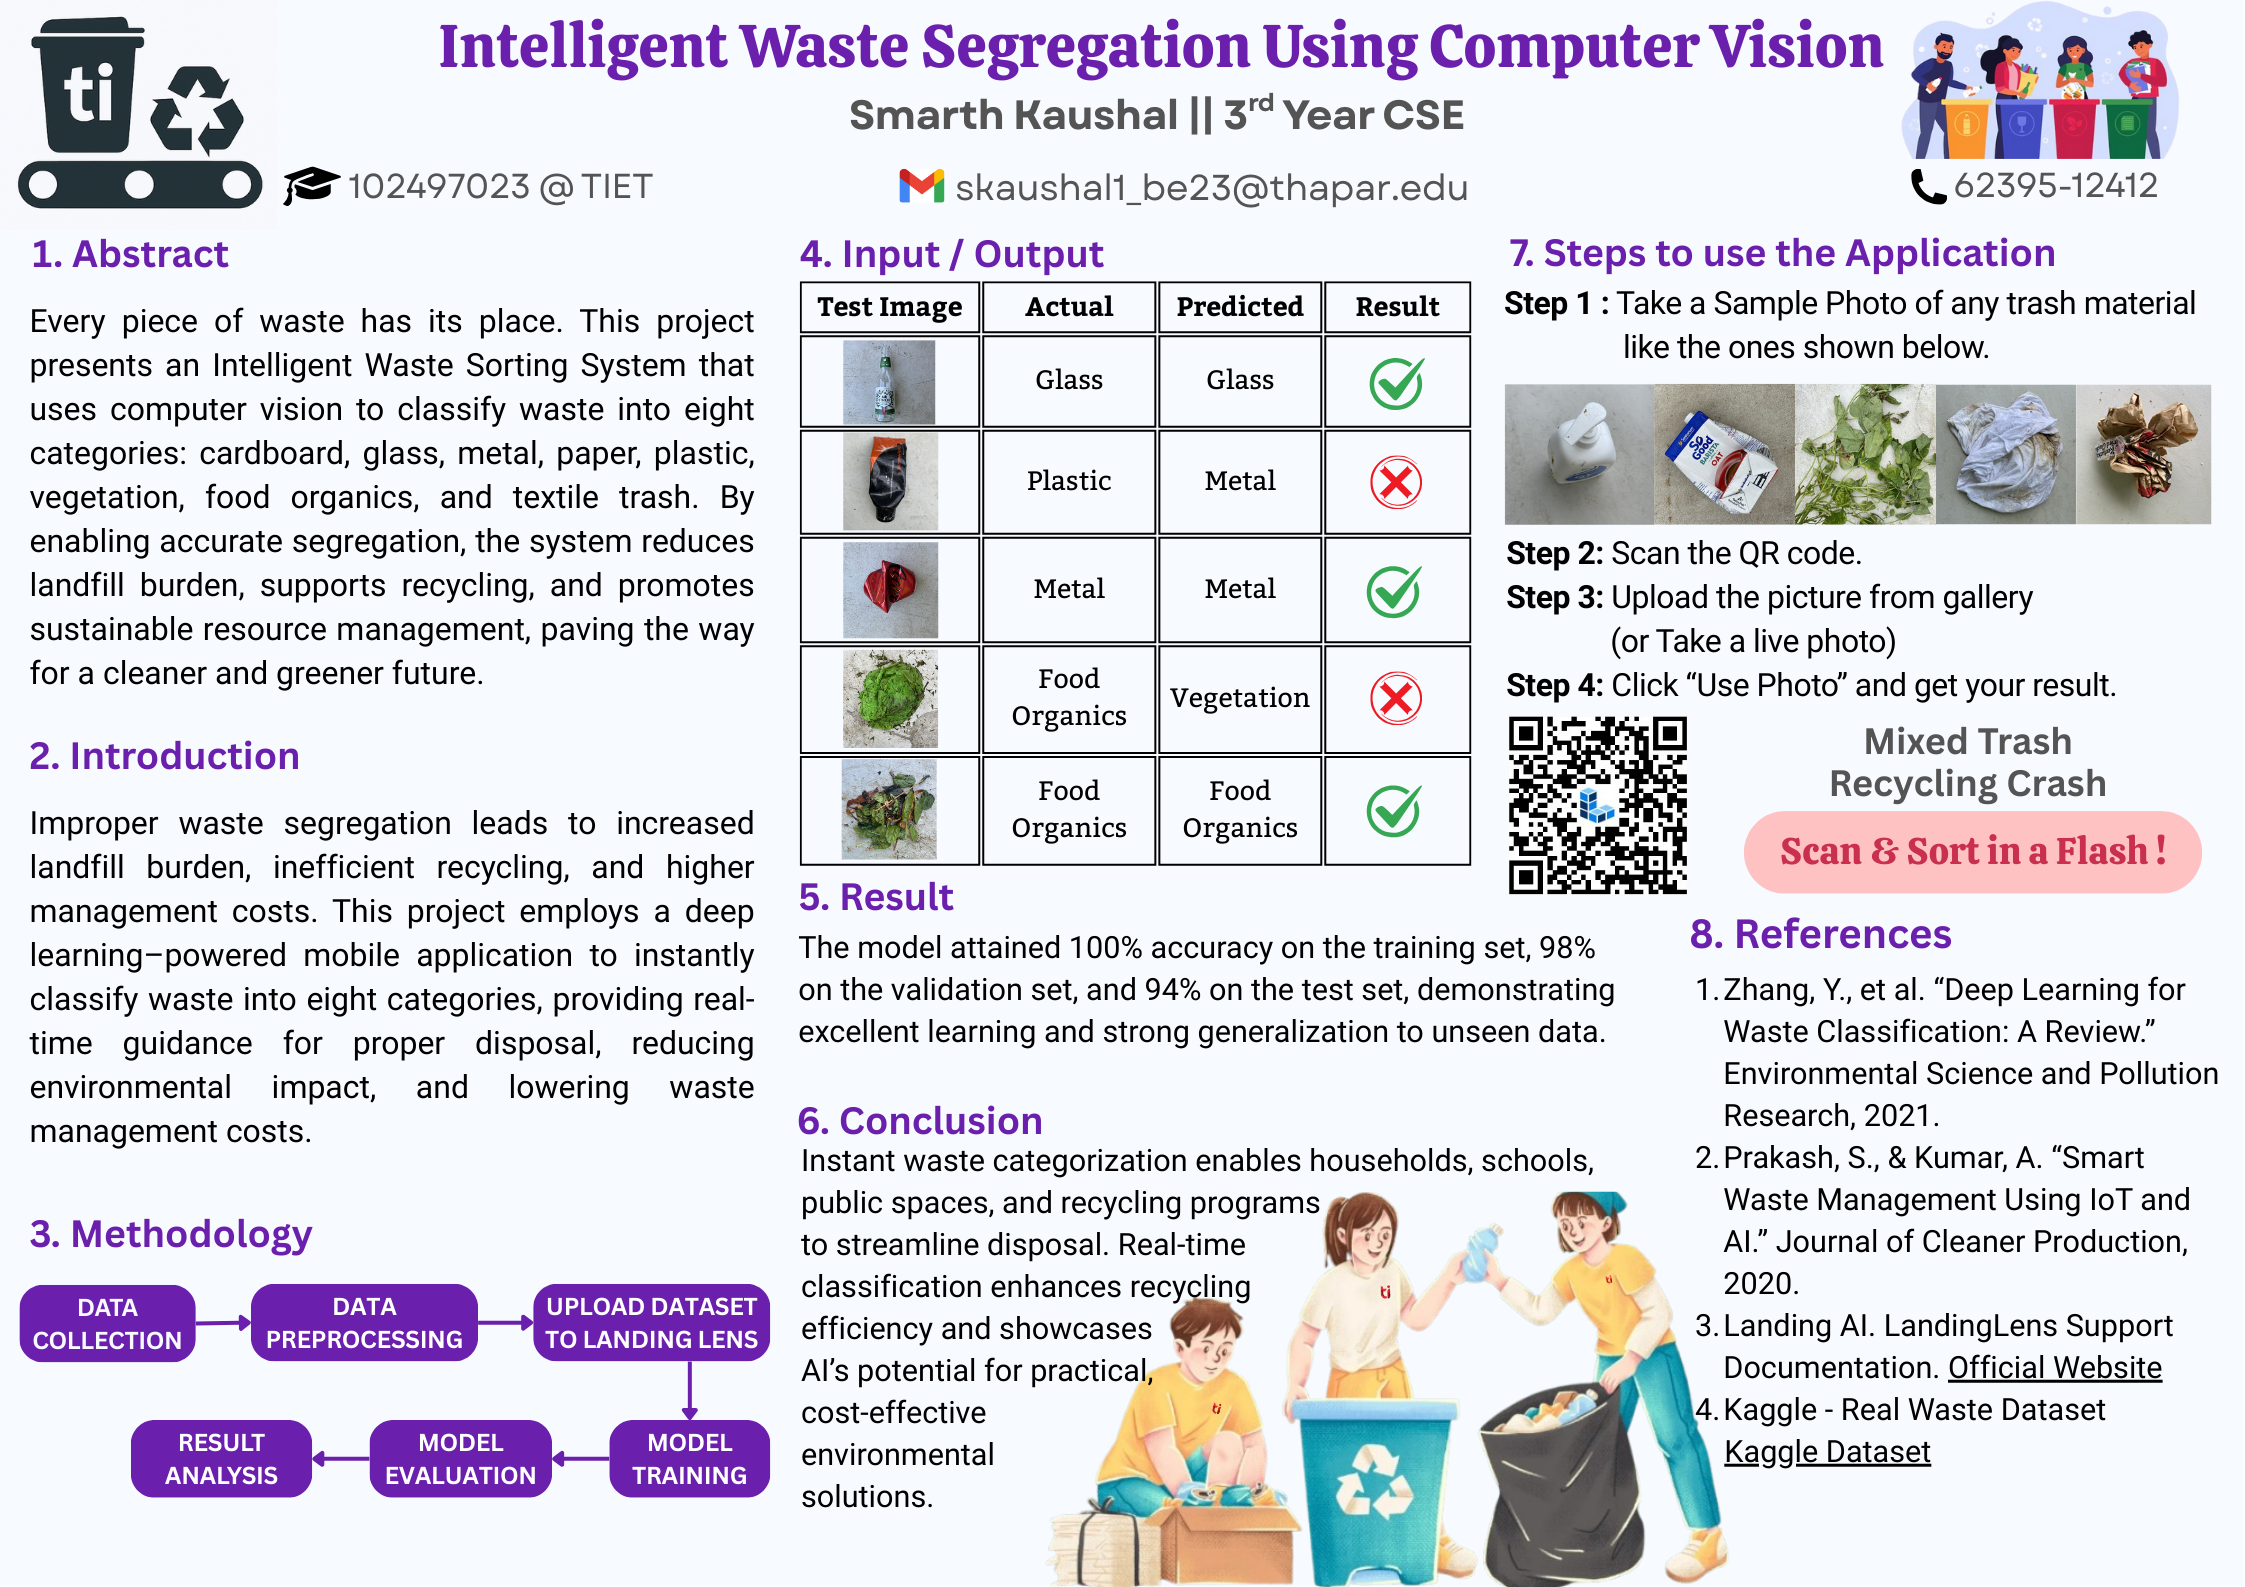 ti
Intelligent Waste Segregation Using Computer Vision
Smarth Kaushal || 3rd Year CSE
102497023 @ TIET
skaushal1_be23@thapar.edu
62395-12412
1. Abstract
Every piece of waste has its place. This project
presents an Intelligent Waste Sorting System that
uses computer vision to classify waste into eight
categories: cardboard, glass, metal, paper, plastic,
vegetation, food organics, and textile trash. By
enabling accurate segregation, the system reduces
landfill burden, supports recycling, and promotes
sustainable resource management, paving the way
for a cleaner and greener future.
2. Introduction
Improper waste segregation leads to increased
landfill burden, inefficient recycling, and higher
management costs. This project employs a deep
learning–powered mobile application to instantly
classify waste into eight categories, providing real-
time guidance for proper disposal, reducing
environmental impact, and lowering waste
management costs.
3. Methodology
DATA
COLLECTION
DATA
PREPROCESSING
UPLOAD DATASET
TO LANDING LENS
MODEL
TRAINING
MODEL
EVALUATION
RESULT
ANALYSIS
4. Input / Output
Test Image Actual Predicted Result
Glass Glass
Plastic Metal
Metal Metal
Food
Organics
Vegetation
Food
Organics
Food
Organics
5. Result
The model attained 100% accuracy on the training set, 98%
on the validation set, and 94% on the test set, demonstrating
excellent learning and strong generalization to unseen data.
6. Conclusion
Instant waste categorization enables households, schools,
public spaces, and recycling programs
to streamline disposal. Real-time
classification enhances recycling
efficiency and showcases
AI’s potential for practical,
cost-effective
environmental
solutions.
ti
ti
ti
7. Steps to use the Application
Step 1 : Take a Sample Photo of any trash material
like the ones shown below.
So
Good
BARISTA
OAT
Step 2: Scan the QR code.
Step 3: Upload the picture from gallery
(or Take a live photo)
Step 4: Click “Use Photo” and get your result.
Mixed Trash
Recycling Crash
Scan & Sort in a Flash !
8. References
1. Zhang, Y., et al. “Deep Learning for
Waste Classification: A Review.”
Environmental Science and Pollution
Research, 2021.
2. Prakash, S., & Kumar, A. “Smart
Waste Management Using IoT and
AI.” Journal of Cleaner Production,
2020.
3. Landing AI. LandingLens Support
Documentation. Official Website
4. Kaggle - Real Waste Dataset
Kaggle Dataset